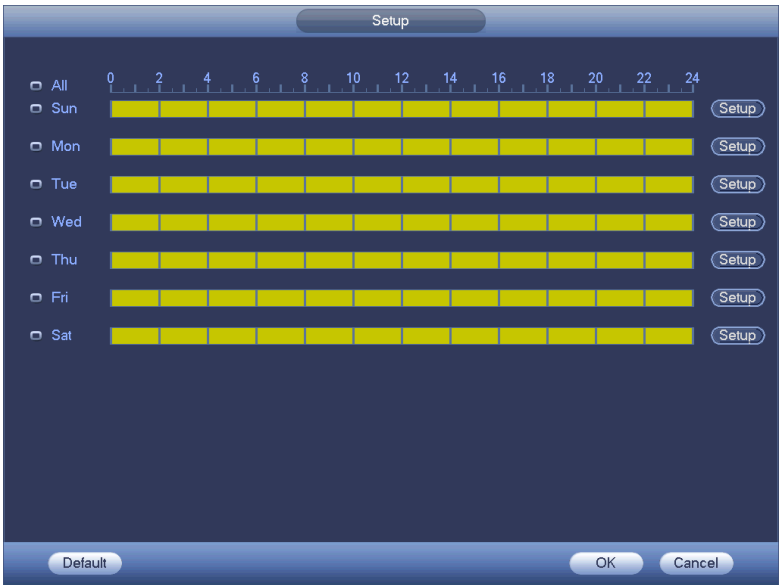 Setup
All 0 2 4 6 8 10 12 14 16 18 20 22 24
Sun Setup
Mon Setup
Tue Setup
Wed Setup
Thu Setup
Fri Setup
Sat Setup
Default OK Cancel